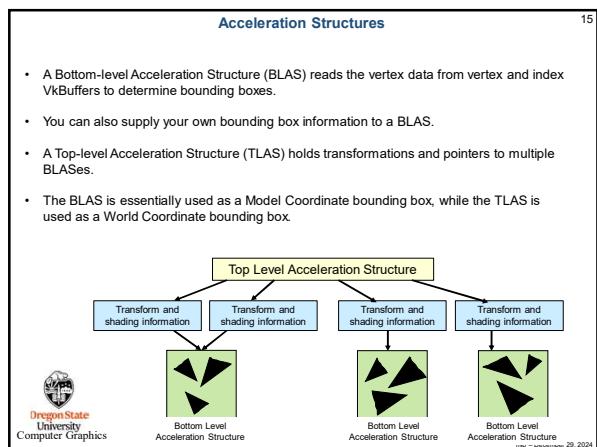 Acceleration Structures
15
• A Bottom-level Acceleration Structure (BLAS) reads the vertex data from vertex and index
VkBuffers to determine bounding boxes.
• You can also supply your own bounding box information to a BLAS.
• A Top-level Acceleration Structure (TLAS) holds transformations and pointers to multiple
BLASes.
• The BLAS is essentially used as a Model Coordinate bounding box, while the TLAS is
used as a World Coordinate bounding box.
Top Level Acceleration Structure
Transform and
shading information
Transform and
shading information
Transform and
shading information
Transform and
shading information
Bottom Level
Acceleration Structure
Bottom Level
Acceleration Structure
Bottom Level
Acceleration Structure
Oregon State
University
Computer Graphics
December 29, 2024